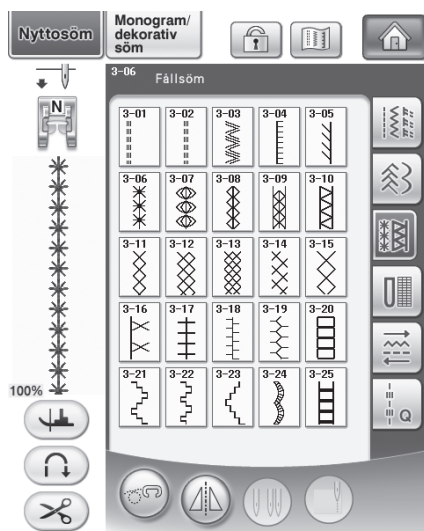 Nyttosöm
Monogram/
dekorativ
söm
3-06
Fållsöm
N
3-01 3-02 3-03 3-04 3-05
3-06 3-07 3-08 3-09 3-10
3-11 3-12 3-13 3-14 3-15
3-16 3-17 3-18 3-19 3-20
3-21 3-22 3-23 3-24 3-25
100%
Q